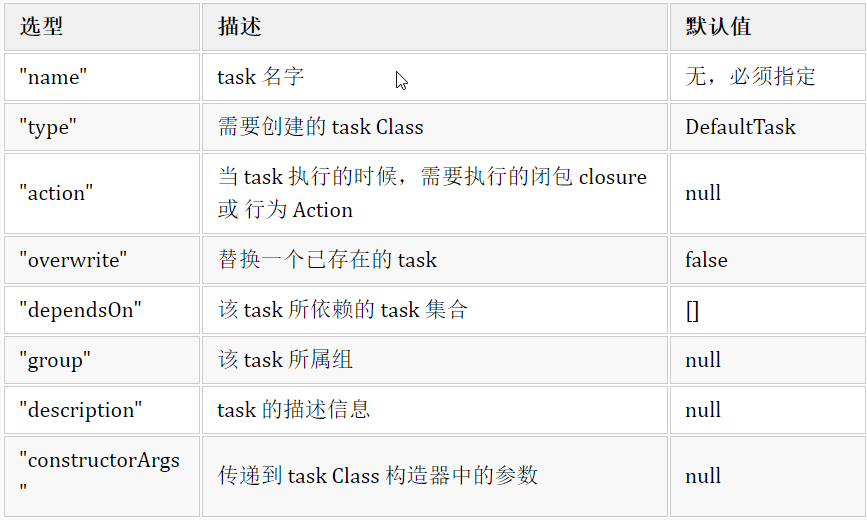 选型 描述 默认值
"name" task 名字 无，必须指定
"type" 需要创建的 task Class DefaultTask
"action" 当 task 执行的时候，需要执行的闭包 closure 或 行为 Action null
"overwrite" 替换一个已存在的 task false
"dependsOn" 该 task 所依赖的 task 集合 []
"group" 该 task 所属组 null
"description" task 的描述信息 null
"constructorArgs" 传递到 task Class 构造器中的参数 null